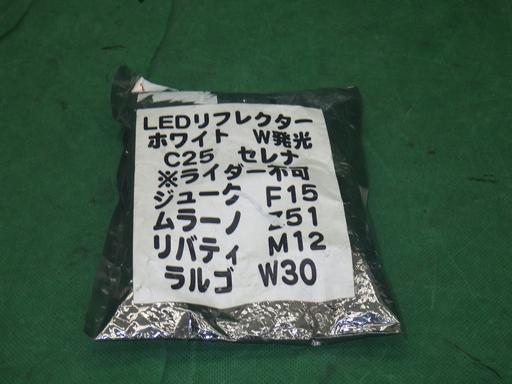 LEDリフレクター
ホワイト W発光
C25 セレナ
※ライダー不可
ジューク F15
ムラーノ Z51
リバティ M12
ラルゴ W30